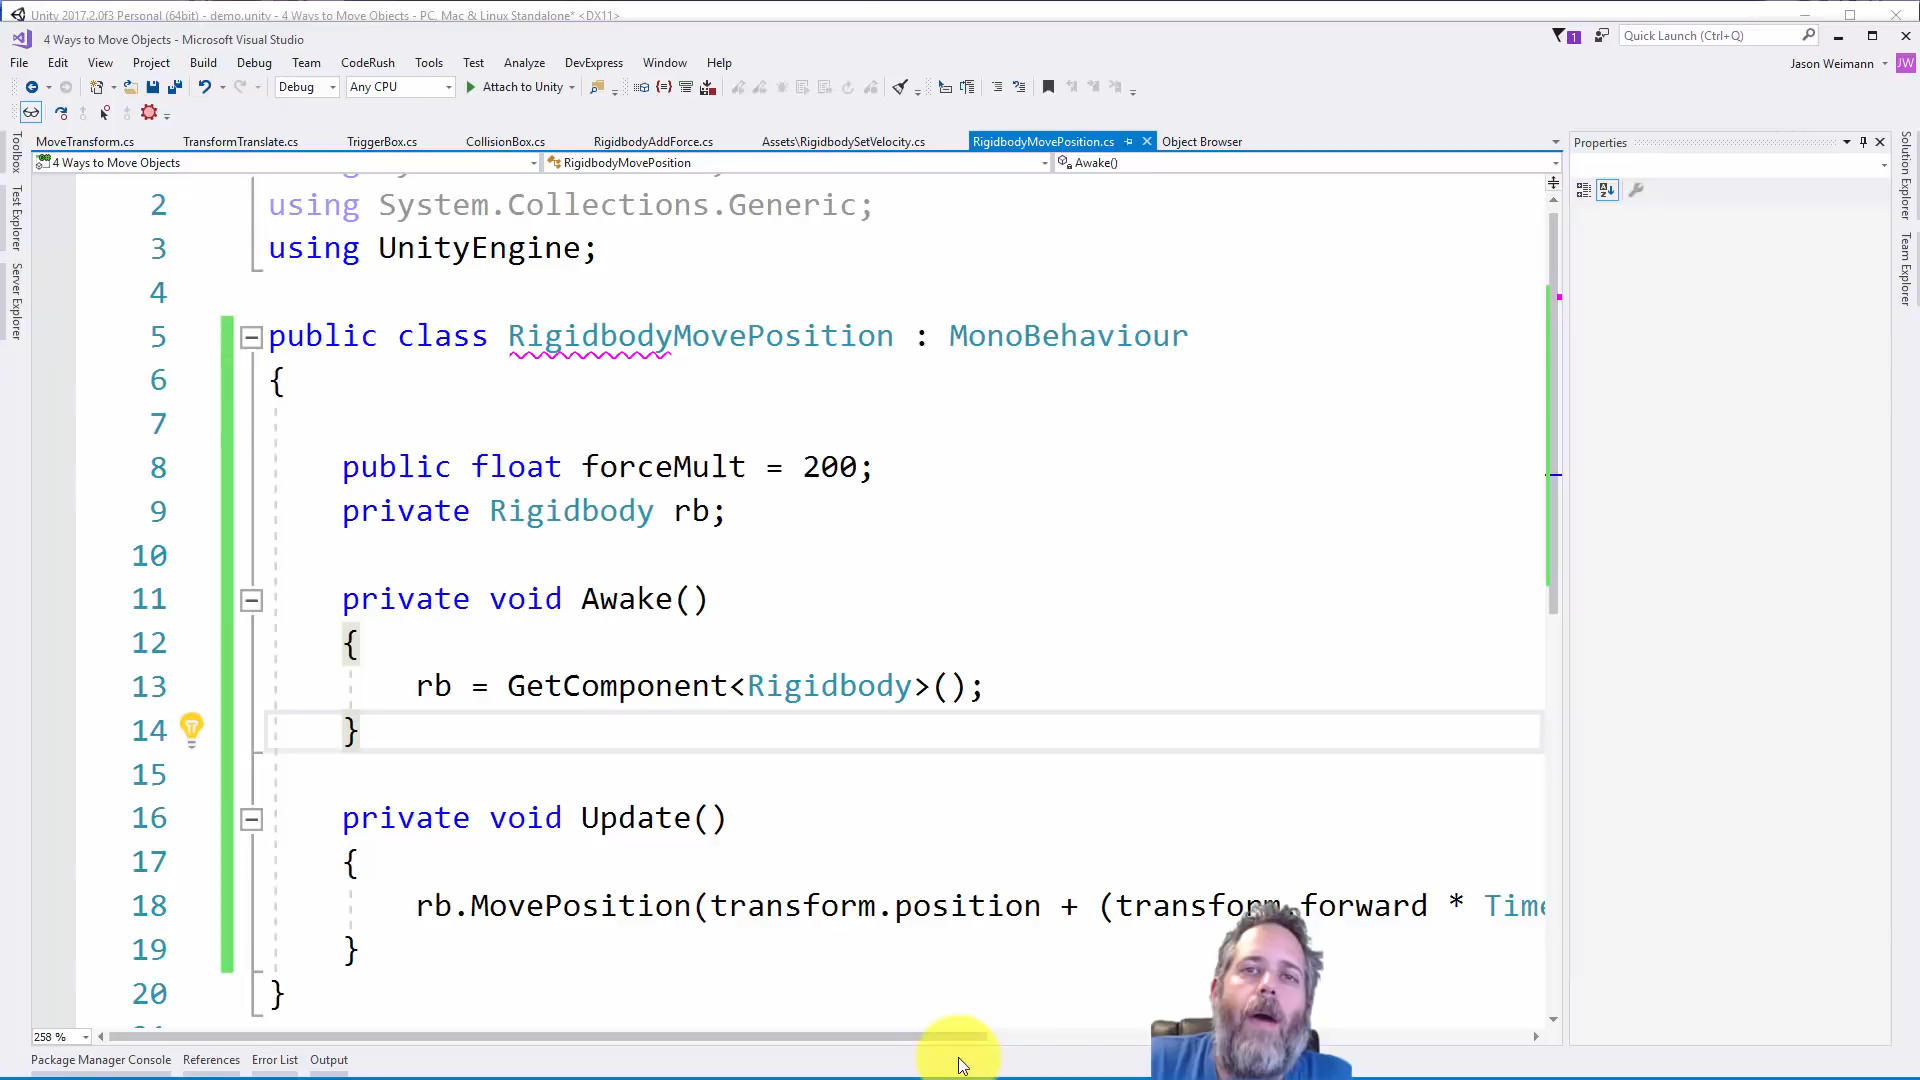 Unity 2017.2.0f3 Personal (64bit) - demo.unity - 4 Ways to Move Objects - PC, Mac & Linux Standalone* <DX11>
4 Ways to Move Objects - Microsoft Visual Studio
1
Quick Launch (Ctrl+Q)
File Edit View Project Build Debug Team CodeRush Tools Test Analyze DevExpress Window Help
Jason Weimann
JW
Debug
Any CPU
Attach to Unity
MoveTransform.cs TransformTranslate.cs TriggerBox.cs CollisionBox.cs RigidbodyAddForce.cs Assets\RigidbodySetVelocity.cs RigidbodyMovePosition.cs Object Browser
4 Ways to Move Objects
RigidbodyMovePosition
Awake()
Properties
Toolbox
Test Explorer
Server Explorer
Solution Explorer
Team Explorer
2 using System.Collections.Generic;
3 using UnityEngine;
4
5 public class RigidbodyMovePosition : MonoBehaviour
6 {
7
8 public float forceMult = 200;
9 private Rigidbody rb;
10
11 private void Awake()
12 {
13 rb = GetComponent<Rigidbody>();
14 }
15
16 private void Update()
17 {
18 rb.MovePosition(transform.position + (transform.forward * Time
19 }
20 }
258 %
Package Manager Console References Error List Output